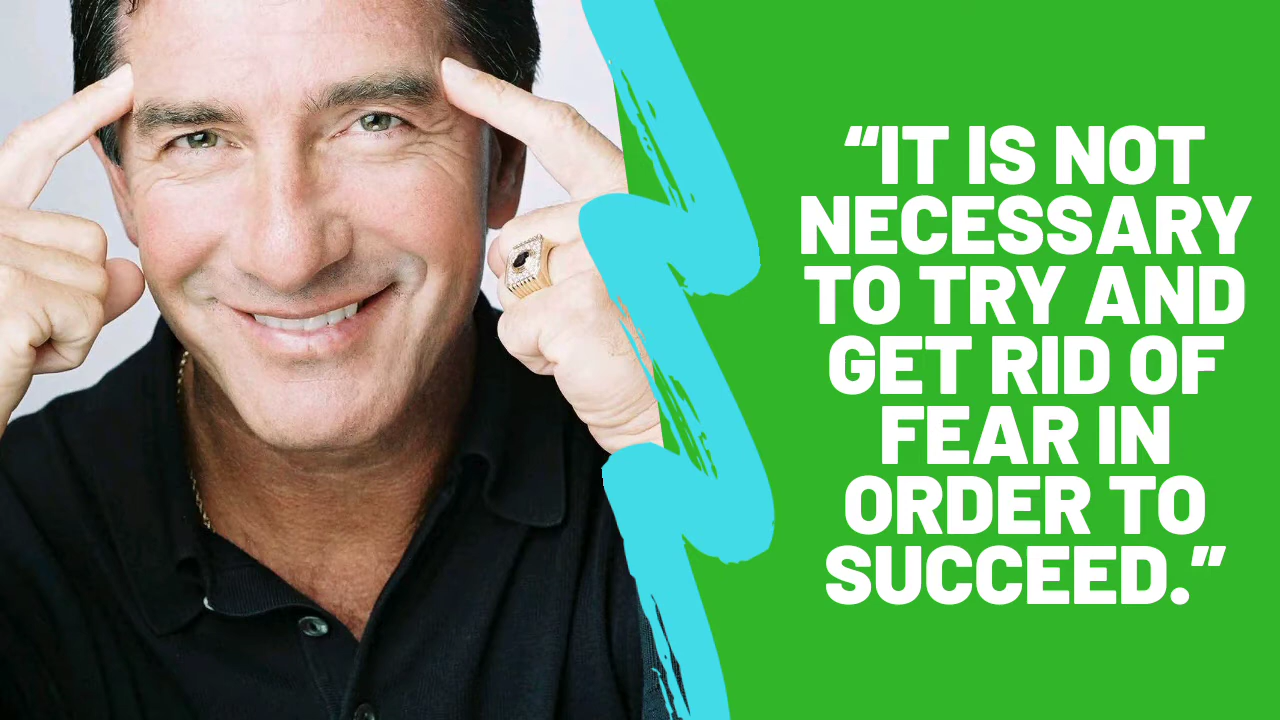 “IT IS NOT
NECESSARY
TO TRY AND
GET RID OF
FEAR IN
ORDER TO
SUCCEED.”